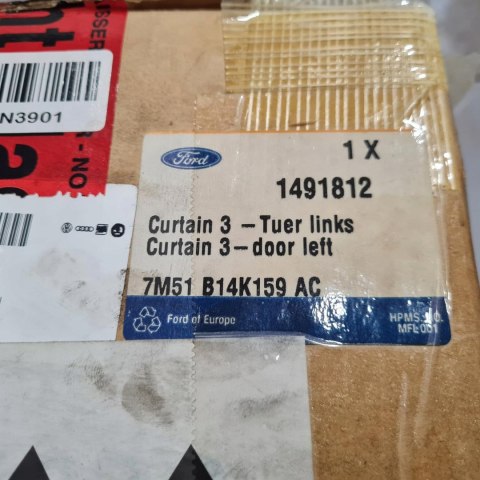 N3901
Ford
1 X
1491812
Curtain 3 – Tuer links
Curtain 3 – door left
7M51 B14K159 AC
Ford of Europe